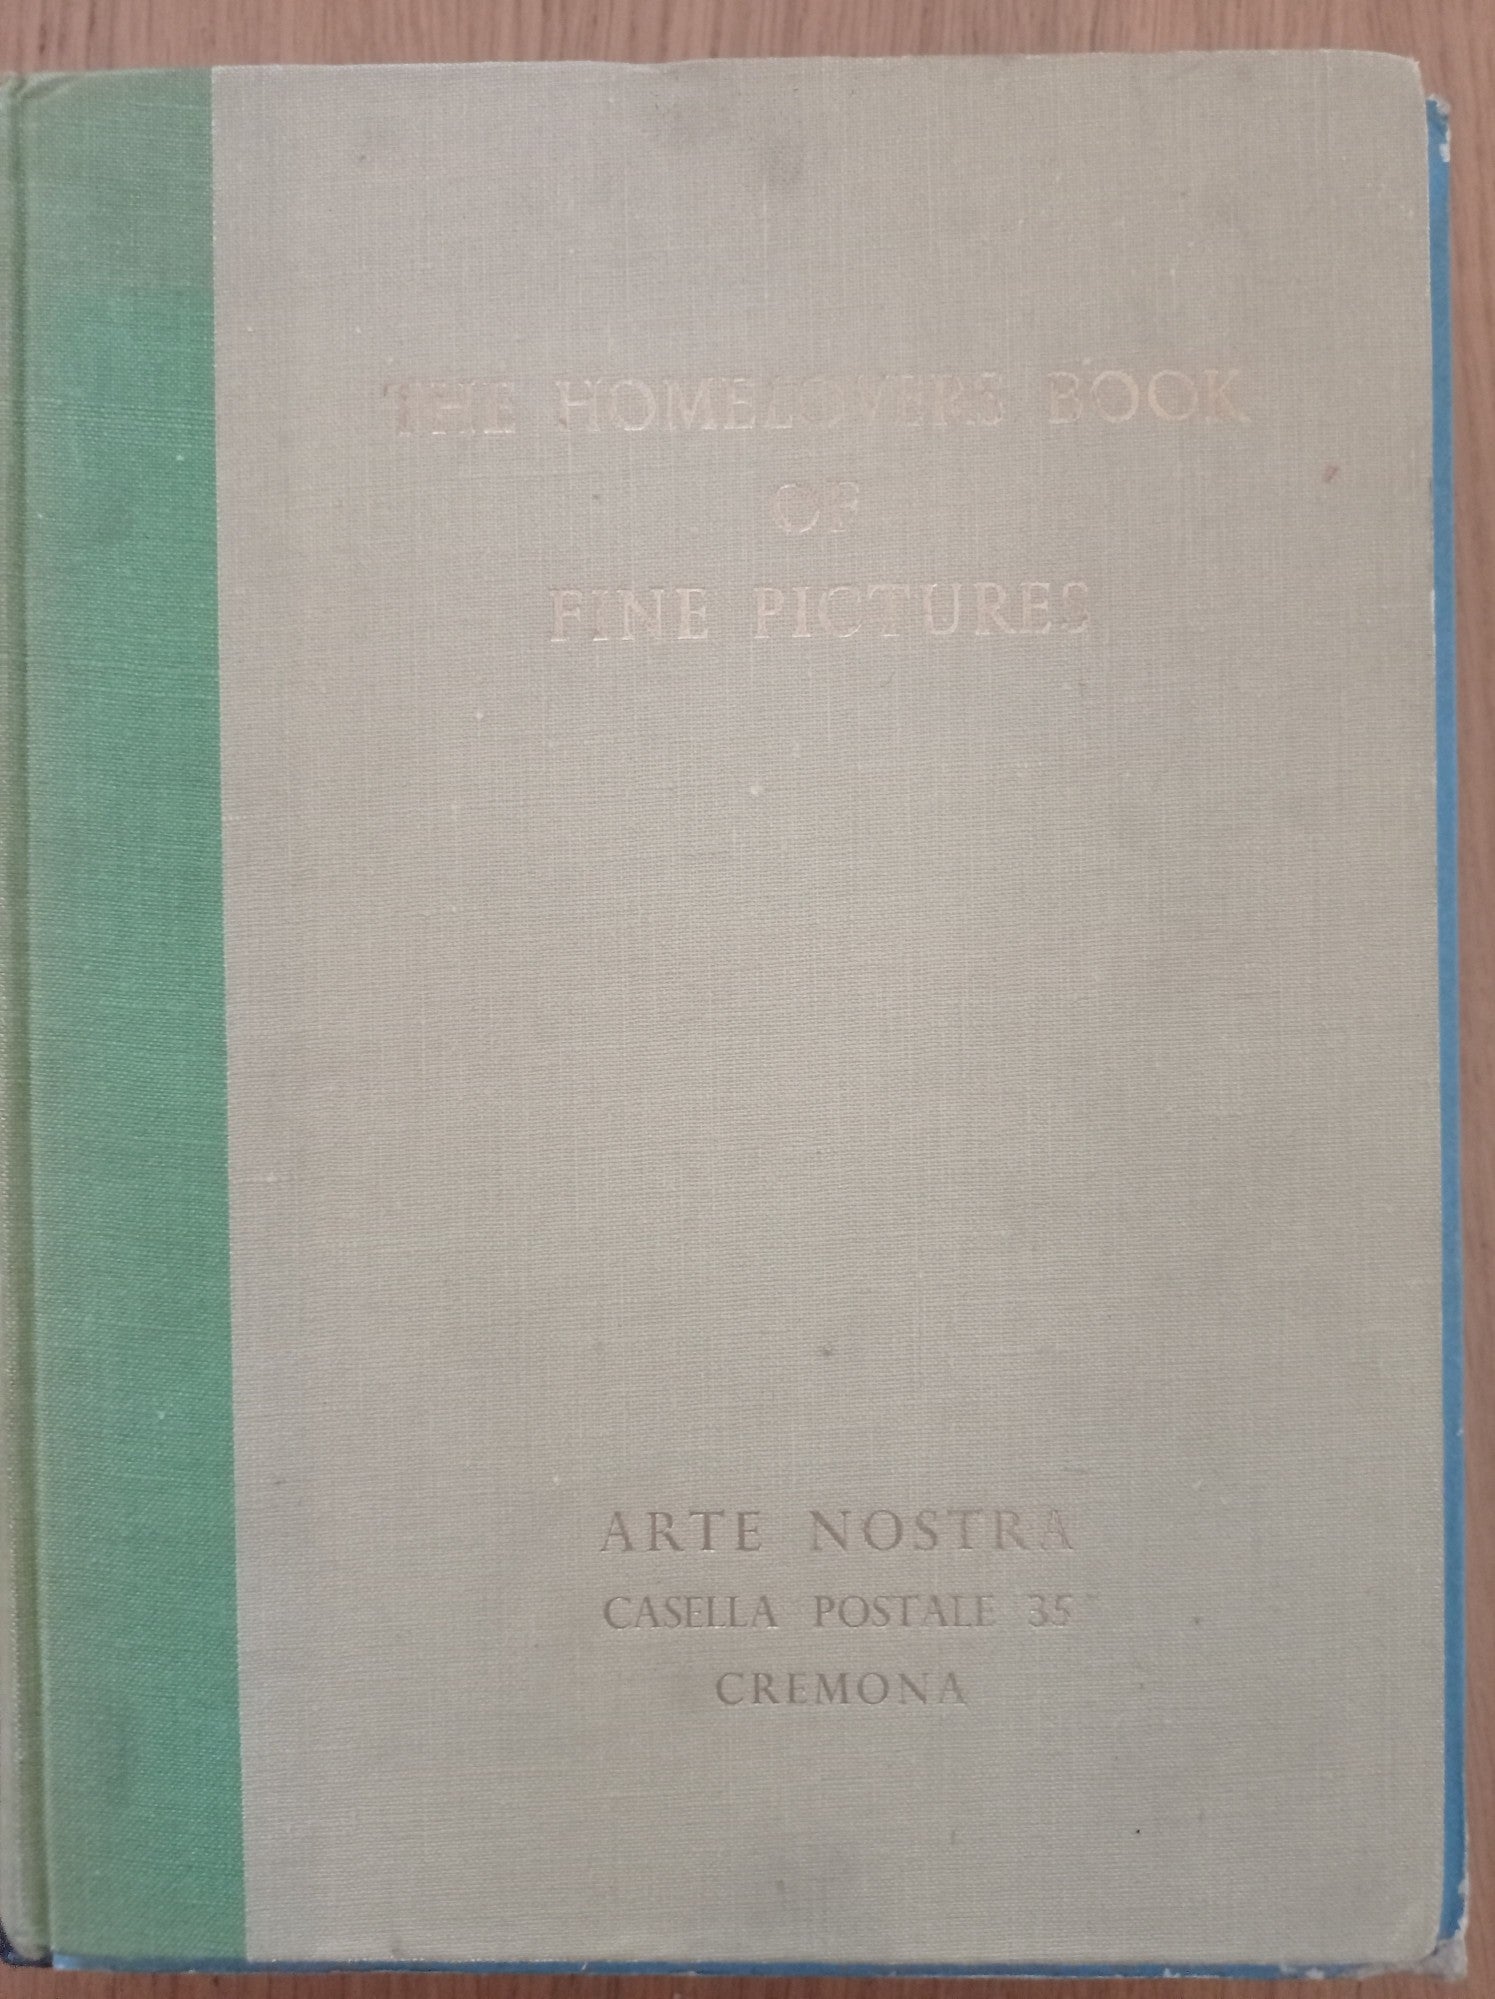 THE HOMELOVERS BOOK
OF
FINE PICTURES
ARTE NOSTRA
CASELLA POSTALE 35
CREMONA